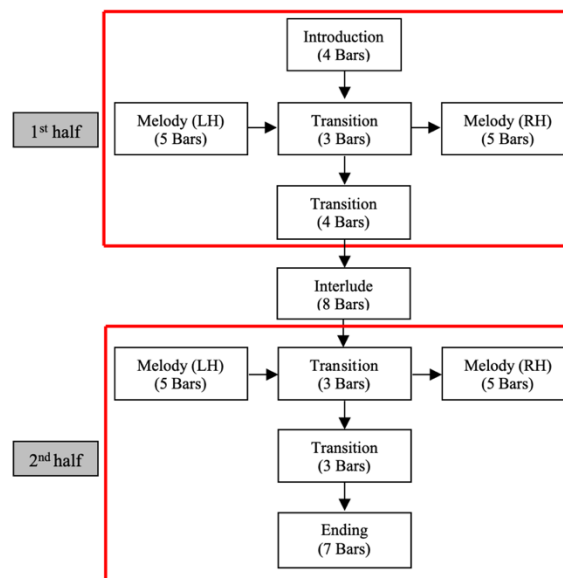 Introduction
(4 Bars)
1st half
Melody (LH)
(5 Bars)
Transition
(3 Bars)
Melody (RH)
(5 Bars)
Transition
(4 Bars)
Interlude
(8 Bars)
Melody (LH)
(5 Bars)
Transition
(3 Bars)
Melody (RH)
(5 Bars)
2nd half
Transition
(3 Bars)
Ending
(7 Bars)